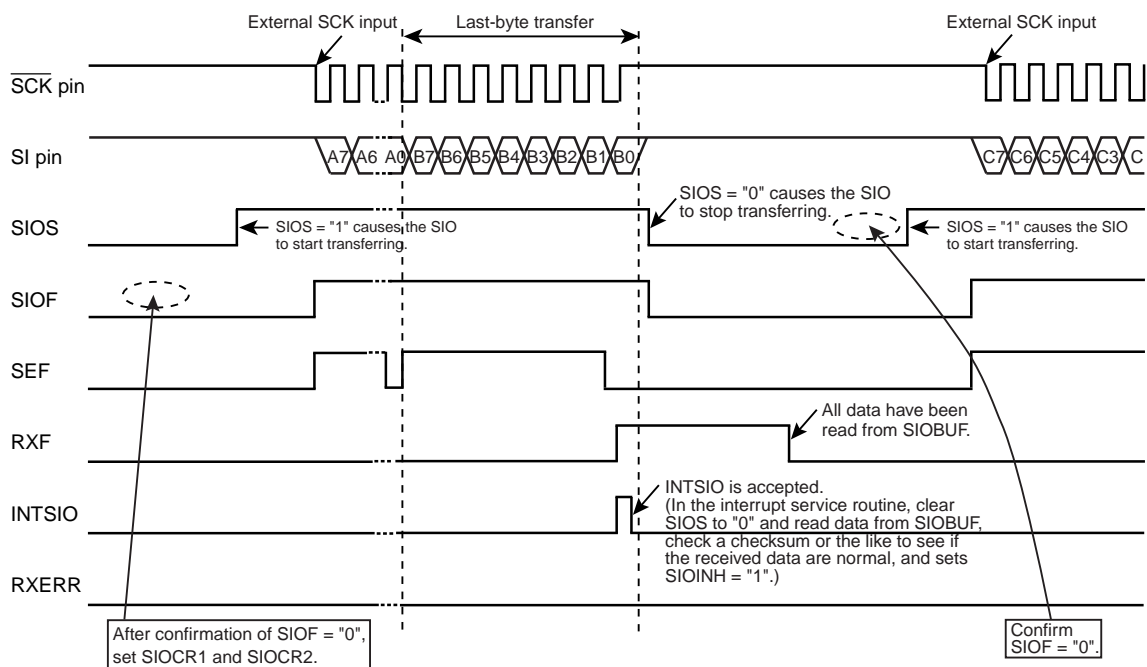 External SCK input
Last-byte transfer
External SCK input
SCK pin
SI pin
A7 A6 A0 B7 B6 B5 B4 B3 B2 B1 B0
C7 C6 C5 C4 C3 C
SIOS
SIOS = "1" causes the SIO
to start transferring.
SIOS = "0" causes the SIO
to stop transferring.
SIOS = "1" causes the SIO
to start transferring.
SIOF
SEF
RXF
All data have been
read from SIOBUF.
INTSIO
INTSIO is accepted.
(In the interrupt service routine, clear
SIOS to "0" and read data from SIOBUF,
check a checksum or the like to see if
the received data are normal, and sets
SIOINH = "1".)
RXERR
After confirmation of SIOF = "0",
set SIOCR1 and SIOCR2.
Confirm
SIOF = "0".